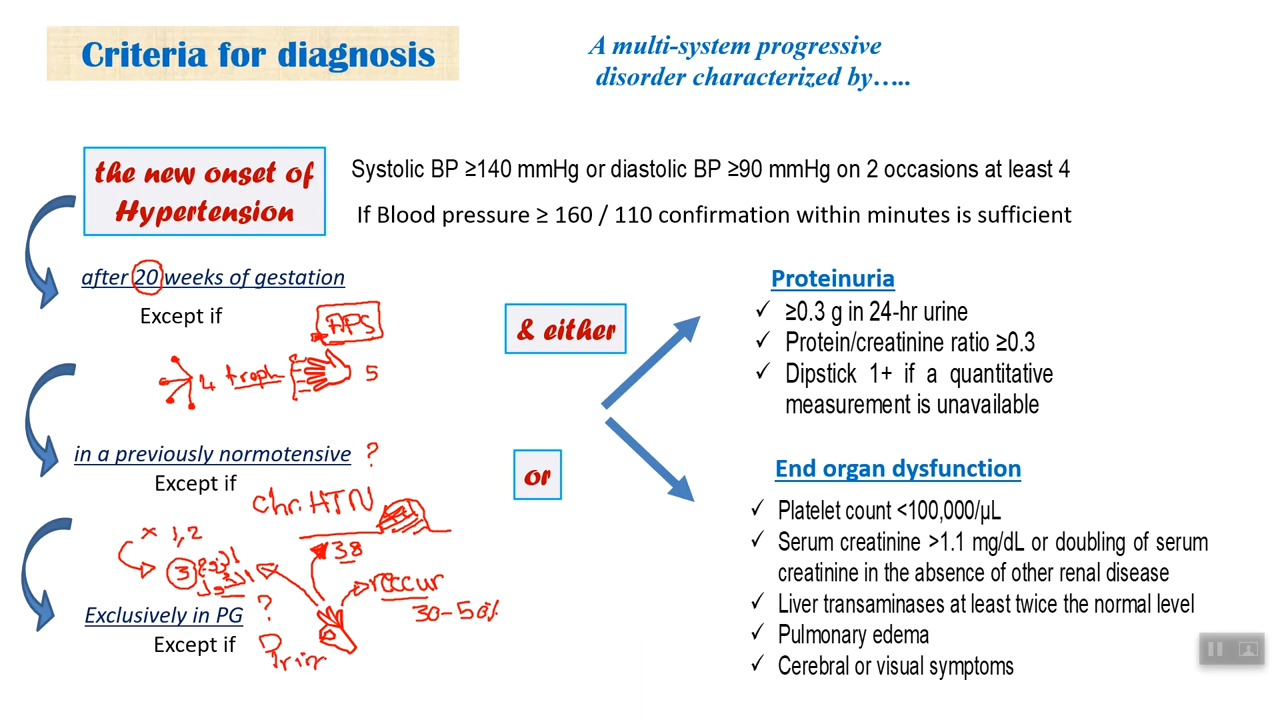 Criteria for diagnosis
A multi-system progressive
disorder characterized by.....
the new onset of
Hypertension
Systolic BP ≥140 mmHg or diastolic BP ≥90 mmHg on 2 occasions at least 4
If Blood pressure ≥ 160 / 110 confirmation within minutes is sufficient
after 20 weeks of gestation
Except if
APS
4 troph 5
in a previously normotensive ?
Except if
chr. HTN
x 1,2
3
38
reccur
30-50%
Exclusively in PG ?
Except if
& either
or
Proteinuria
✓ ≥0.3 g in 24-hr urine
✓ Protein/creatinine ratio ≥0.3
✓ Dipstick 1+ if a quantitative
measurement is unavailable
End organ dysfunction
✓ Platelet count <100,000/µL
✓ Serum creatinine >1.1 mg/dL or doubling of serum
creatinine in the absence of other renal disease
✓ Liver transaminases at least twice the normal level
✓ Pulmonary edema
✓ Cerebral or visual symptoms